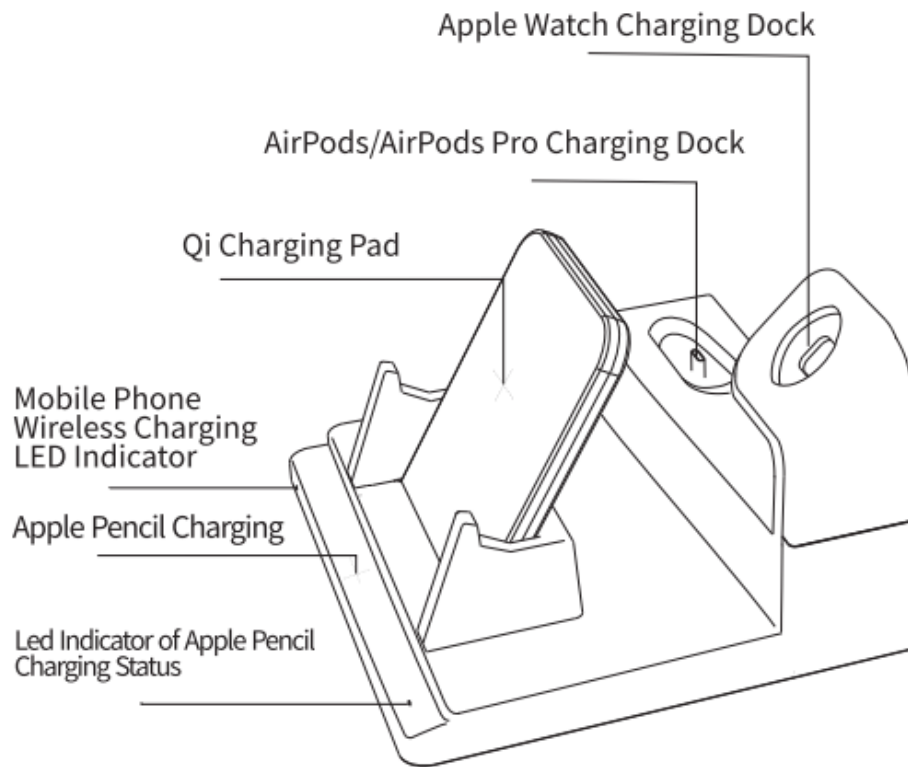 Apple Watch Charging Dock
AirPods/AirPods Pro Charging Dock
Qi Charging Pad
Mobile Phone
Wireless Charging
LED Indicator
Apple Pencil Charging
Led Indicator of Apple Pencil
Charging Status